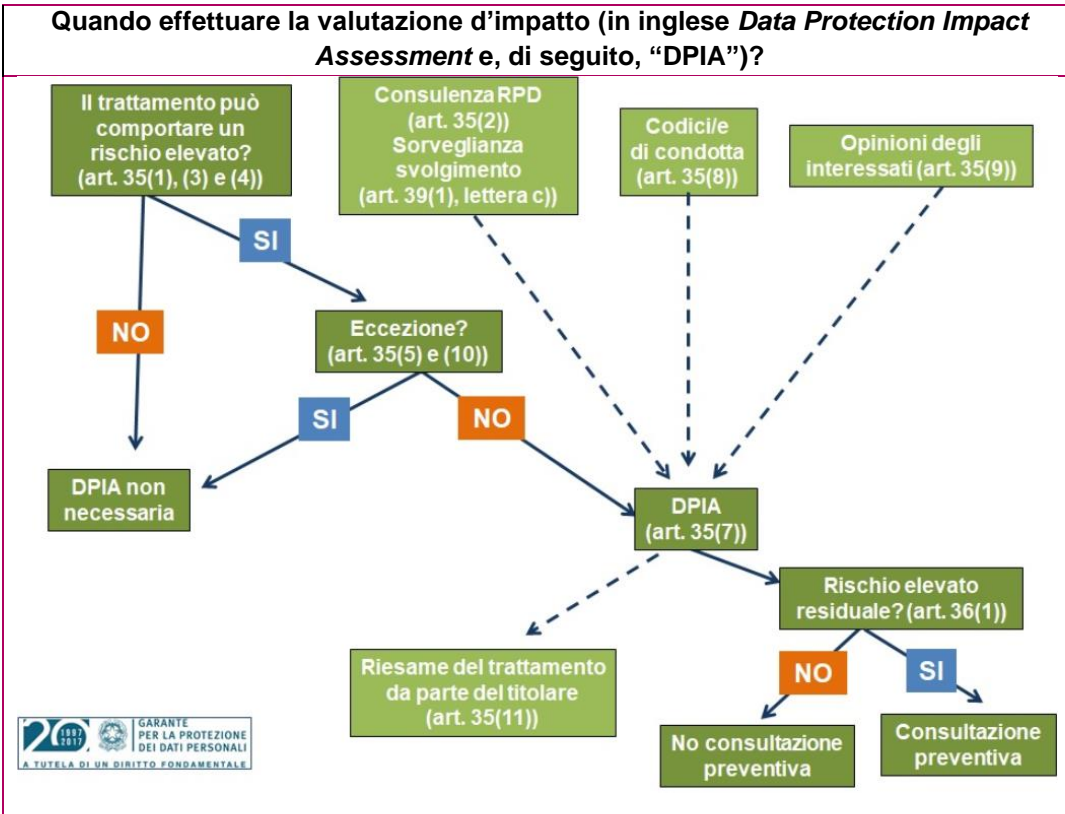 Quando effettuare la valutazione d’impatto (in inglese Data Protection Impact
Assessment e, di seguito, “DPIA”)?
Il trattamento può
comportare un
rischio elevato?
(art. 35(1), (3) e (4))
Consulenza RPD
(art. 35(2))
Sorveglianza
svolgimento
(art. 39(1), lettera c))
Codici/e
di condotta
(art. 35(8))
Opinioni degli
interessati (art. 35(9))
SI
NO
Eccezione?
(art. 35(5) e (10))
SI
NO
DPIA non
necessaria
DPIA
(art. 35(7))
Rischio elevato
residuale? (art. 36(1))
Riesame del trattamento
da parte del titolare
(art. 35(11))
NO
SI
No consultazione
preventiva
Consultazione
preventiva
20 1997
2017
GARANTE
PER LA PROTEZIONE
DEI DATI PERSONALI
A TUTELA DI UN DIRITTO FONDAMENTALE